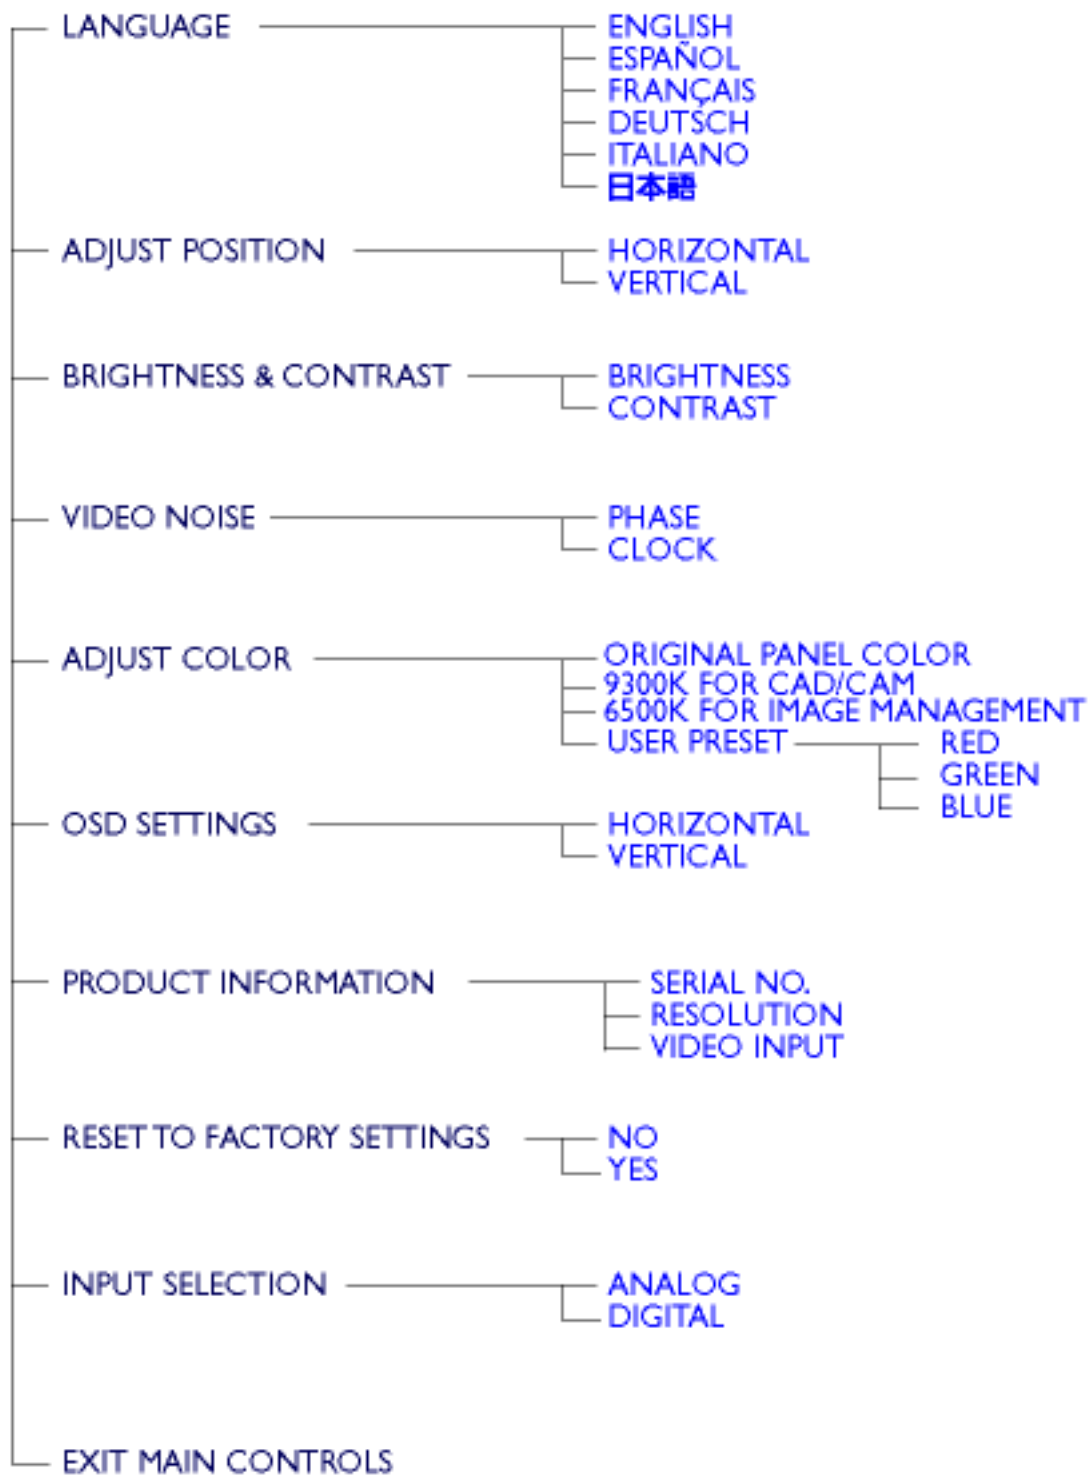 LANGUAGE
ENGLISH
ESPAÑOL
FRANÇAIS
DEUTSCH
ITALIANO
日本語
ADJUST POSITION
HORIZONTAL
VERTICAL
BRIGHTNESS & CONTRAST
BRIGHTNESS
CONTRAST
VIDEO NOISE
PHASE
CLOCK
ADJUST COLOR
ORIGINAL PANEL COLOR
9300K FOR CAD/CAM
6500K FOR IMAGE MANAGEMENT
USER PRESET
RED
GREEN
BLUE
OSD SETTINGS
HORIZONTAL
VERTICAL
PRODUCT INFORMATION
SERIAL NO.
RESOLUTION
VIDEO INPUT
RESET TO FACTORY SETTINGS
NO
YES
INPUT SELECTION
ANALOG
DIGITAL
EXIT MAIN CONTROLS